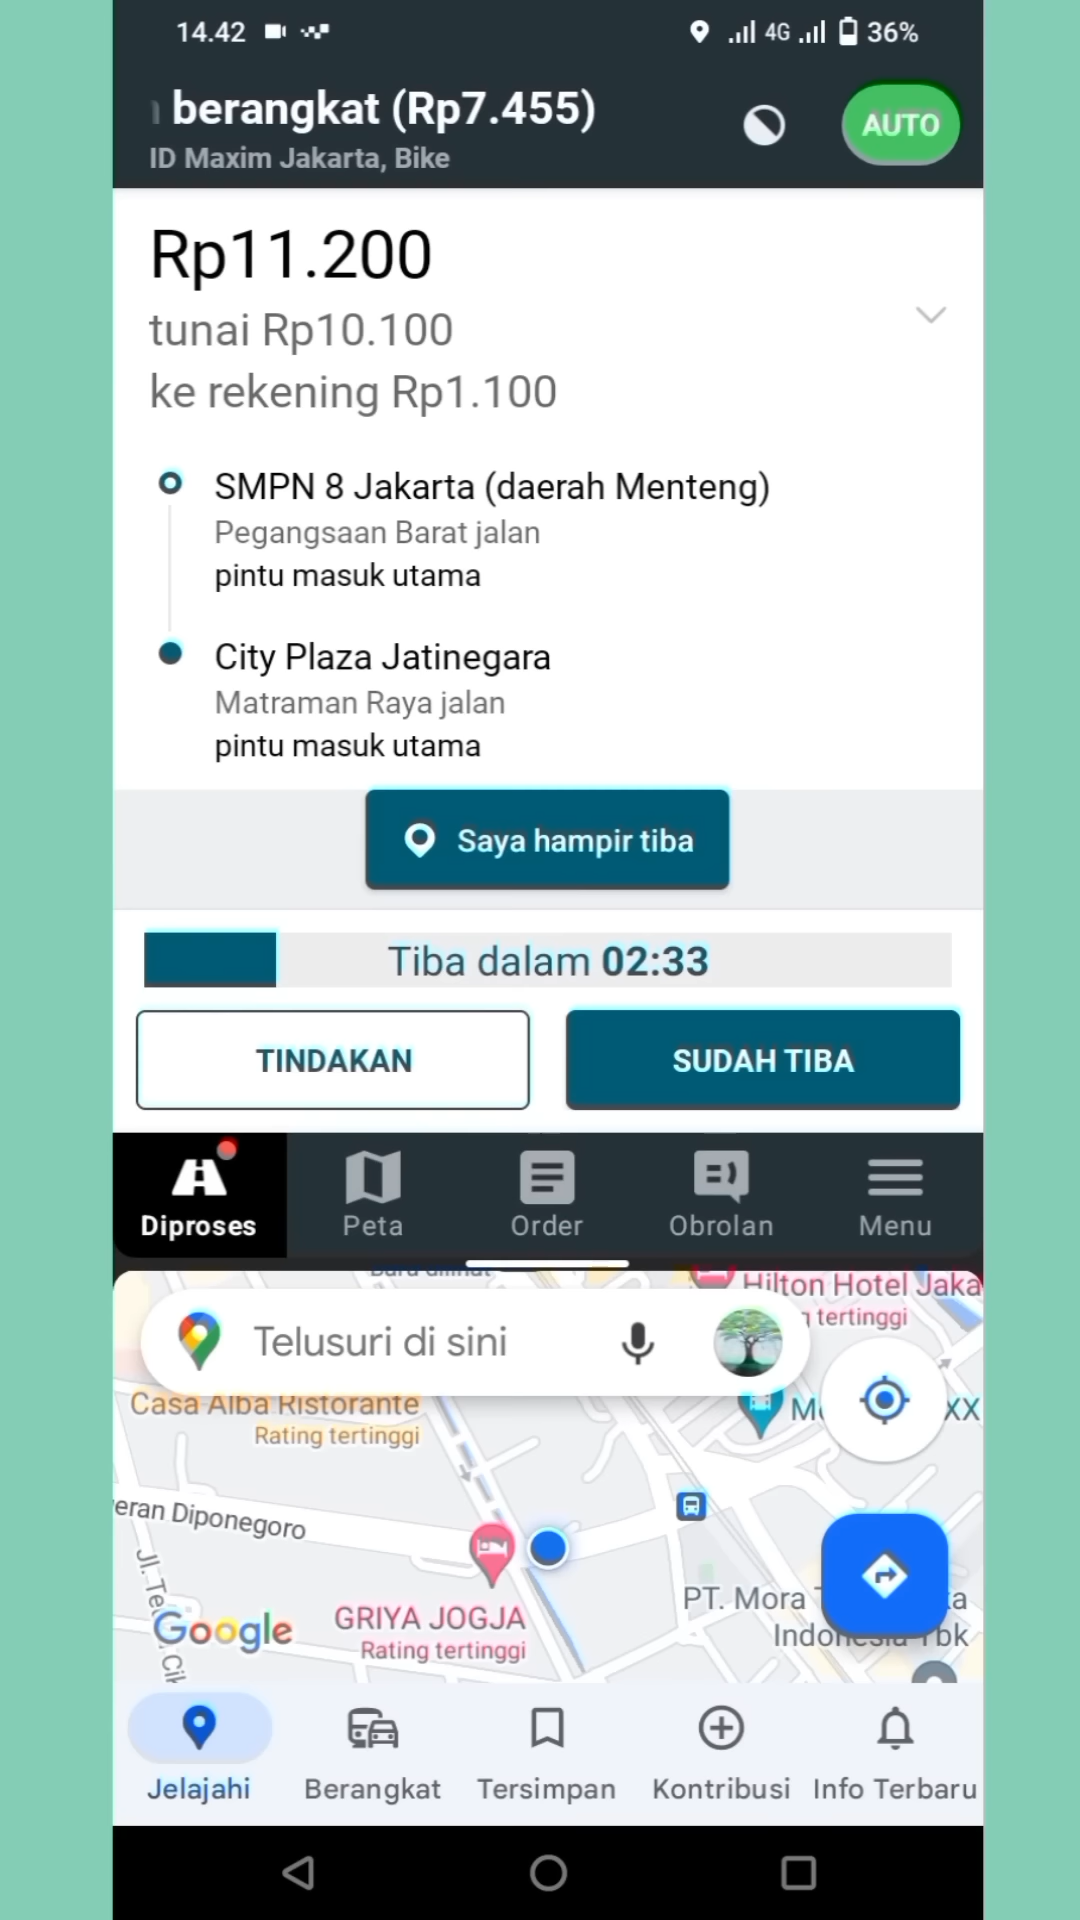 14.42
4G
36%
berangkat (Rp7.455)
AUTO
ID Maxim Jakarta, Bike
Rp11.200
tunai Rp10.100
ke rekening Rp1.100
SMPN 8 Jakarta (daerah Menteng)
Pegangsaan Barat jalan
pintu masuk utama
City Plaza Jatinegara
Matraman Raya jalan
pintu masuk utama
Saya hampir tiba
Tiba dalam 02:33
TINDAKAN
SUDAH TIBA
Diproses
Peta
Order
Obrolan
Menu
Baru dilihat
Hilton Hotel Jaka
tertinggi
Telusuri di sini
Casa Alba Ristorante
Rating tertinggi
XX
eran Diponegoro
GRIYA JOGJA
Rating tertinggi
PT. Mora
Indonesia Tbk
Google
Jelajahi
Berangkat
Tersimpan
Kontribusi
Info Terbaru